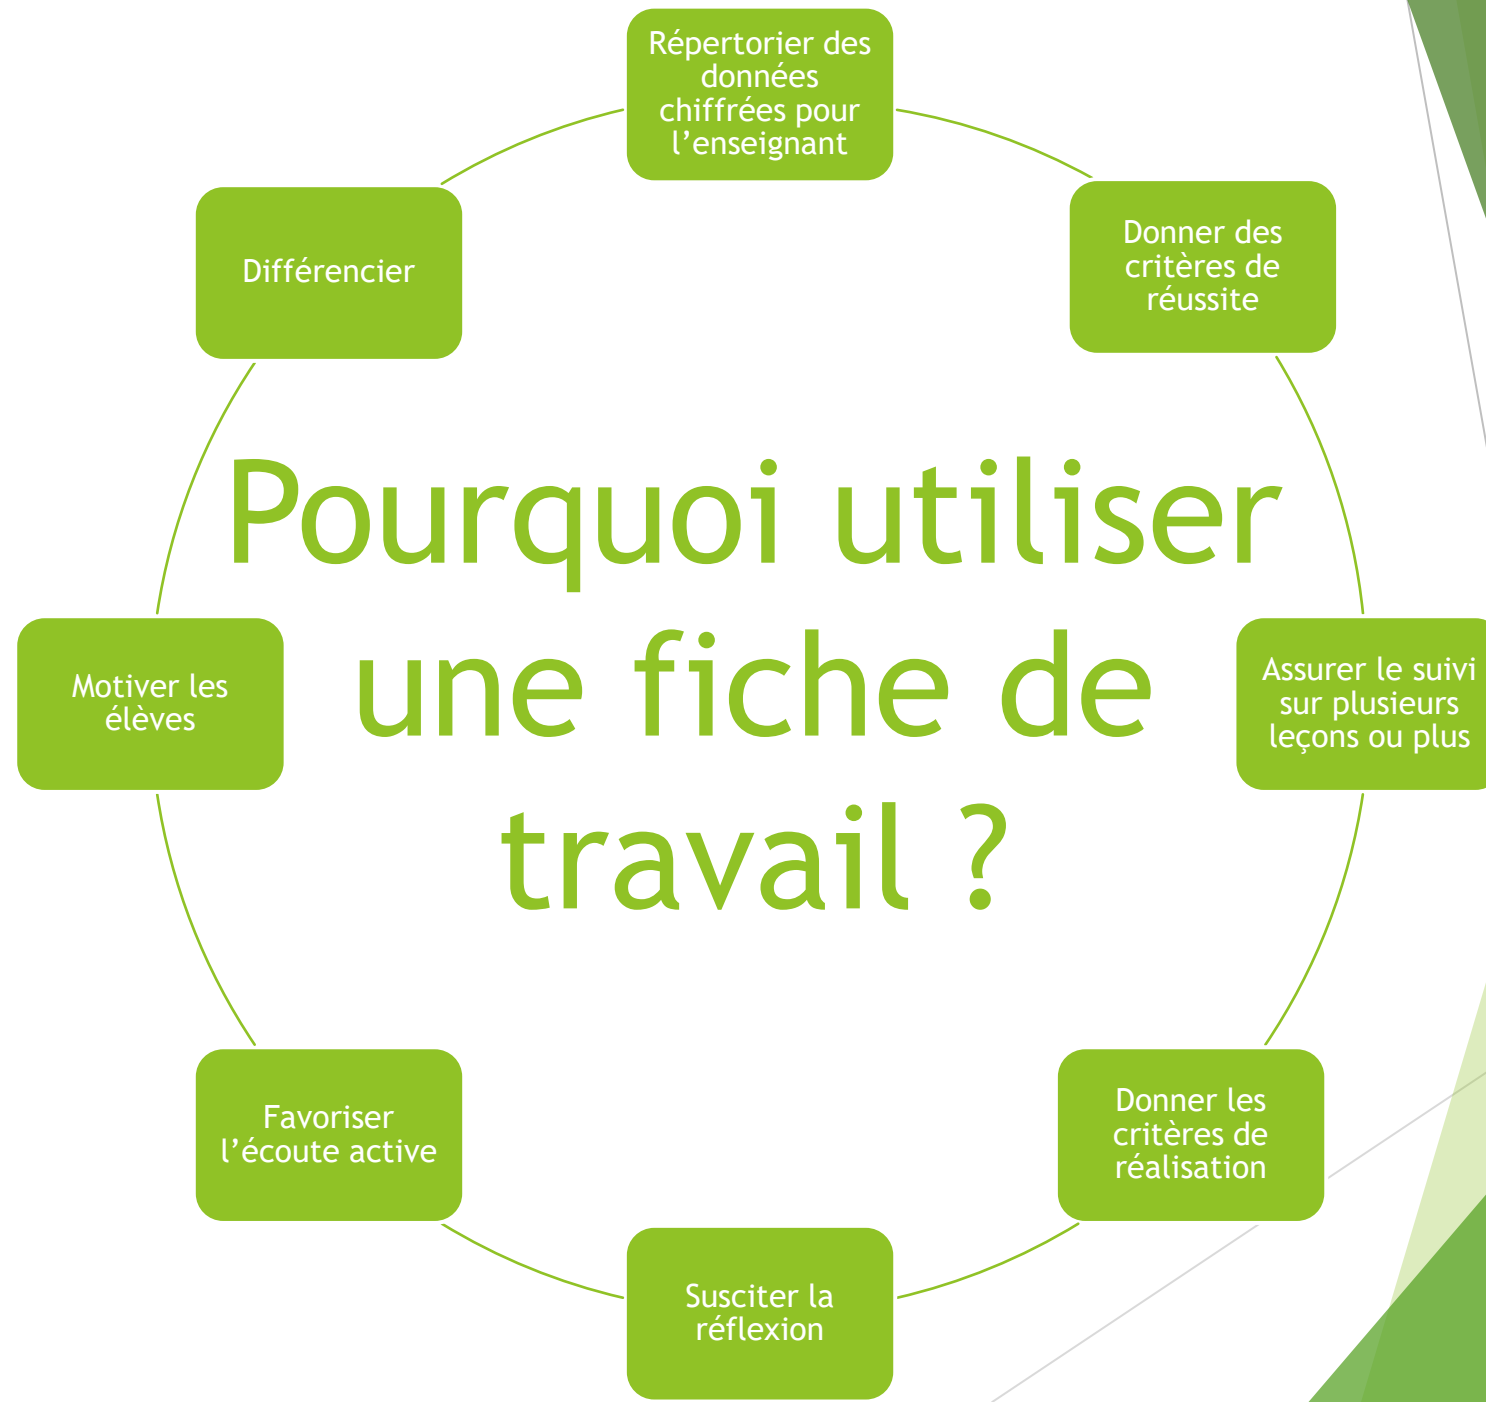 Répertorier des
données
chiffrées pour
l’enseignant
Donner des
critères de
réussite
Assurer le suivi
sur plusieurs
leçons ou plus
Donner les
critères de
réalisation
Susciter la
réflexion
Favoriser
l’écoute active
Motiver les
élèves
Différencier
Pourquoi utiliser
une fiche de
travail ?